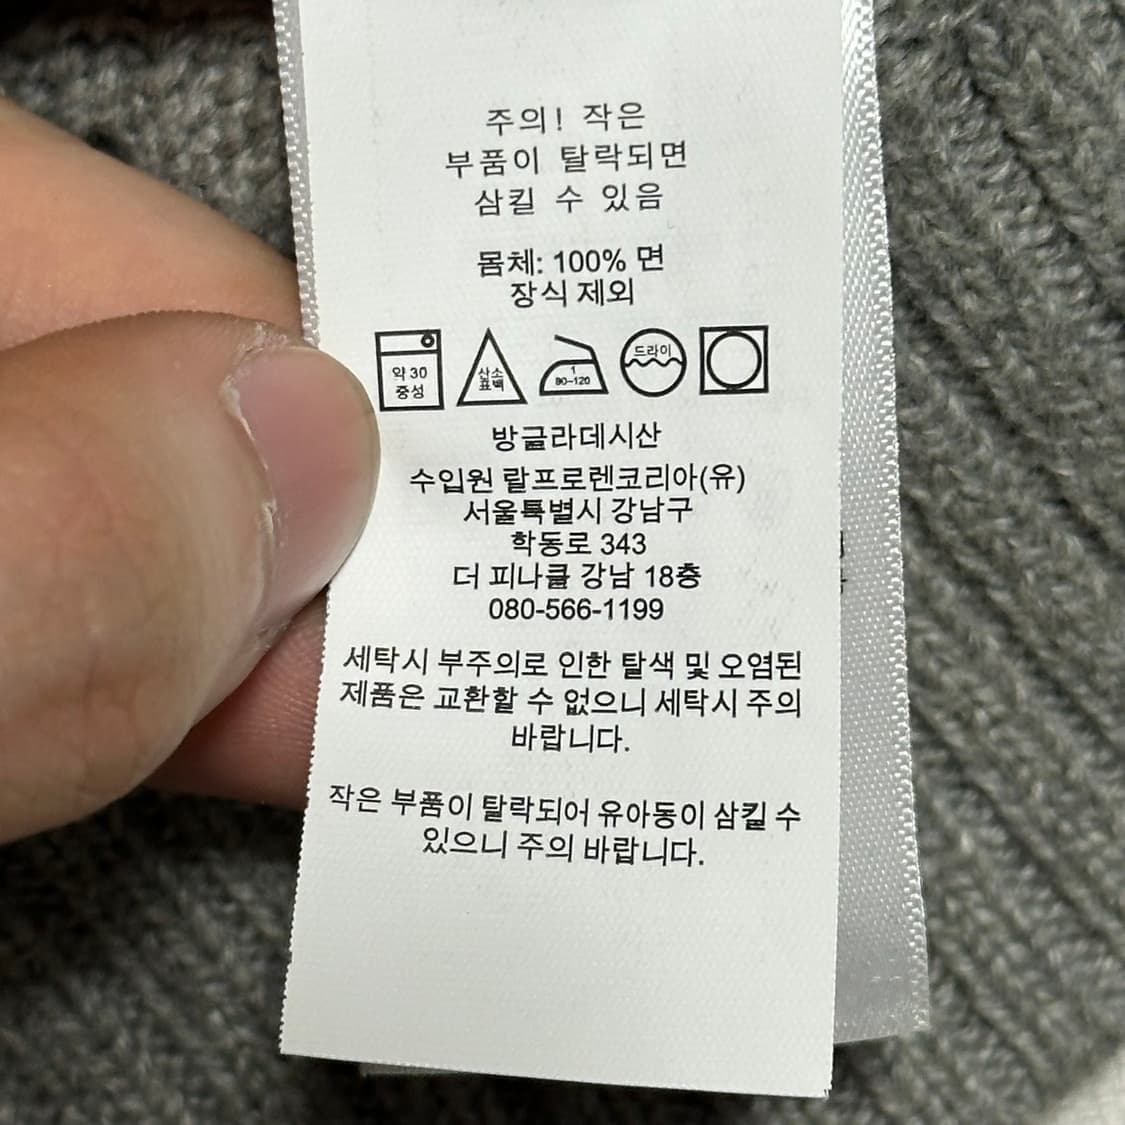 주의! 작은
부품이 탈락되면
삼킬 수 있음
몸체: 100% 면
장식 제외
약 30
중성
산소
표백
1
80~120
드라이
방글라데시산
수입원 랄프로렌코리아(유)
서울특별시 강남구
학동로 343
더 피나클 강남 18층
080-566-1199
세탁시 부주의로 인한 탈색 및 오염된
제품은 교환할 수 없으니 세탁시 주의
바랍니다.
작은 부품이 탈락되어 유아동이 삼킬 수
있으니 주의 바랍니다.